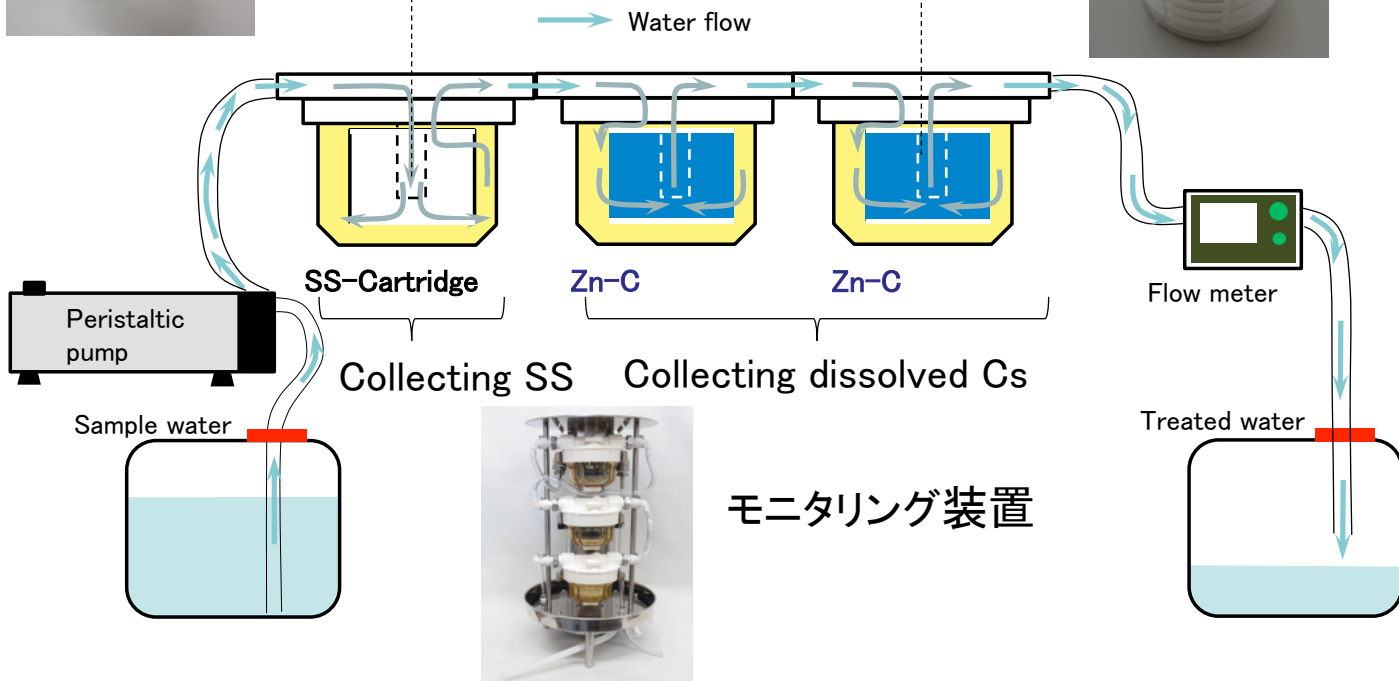 Water flow
SS-Cartridge
Zn-C
Zn-C
Flow meter
Peristaltic
pump
Collecting SS
Collecting dissolved Cs
Sample water
Treated water
モニタリング装置